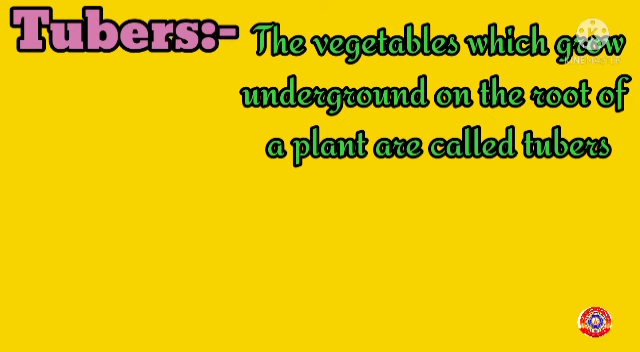 Tubers:- The vegetables which grow
underground on the root of
a plant are called tubers